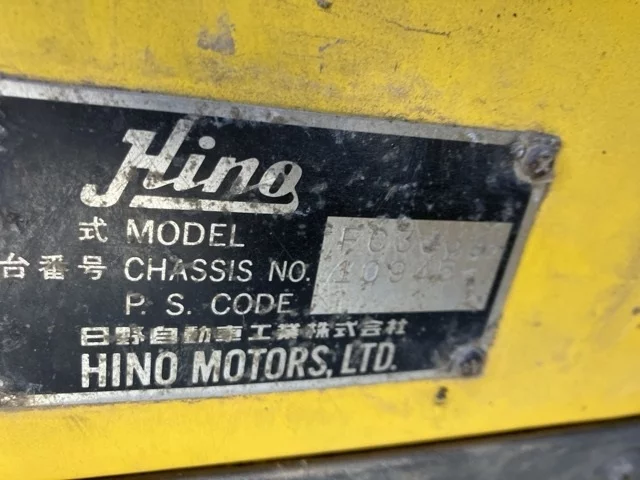 Hino
式 MODEL
台番号 CHASSIS NO.
P. S. CODE
日野自動車工業株式会社
HINO MOTORS, LTD.